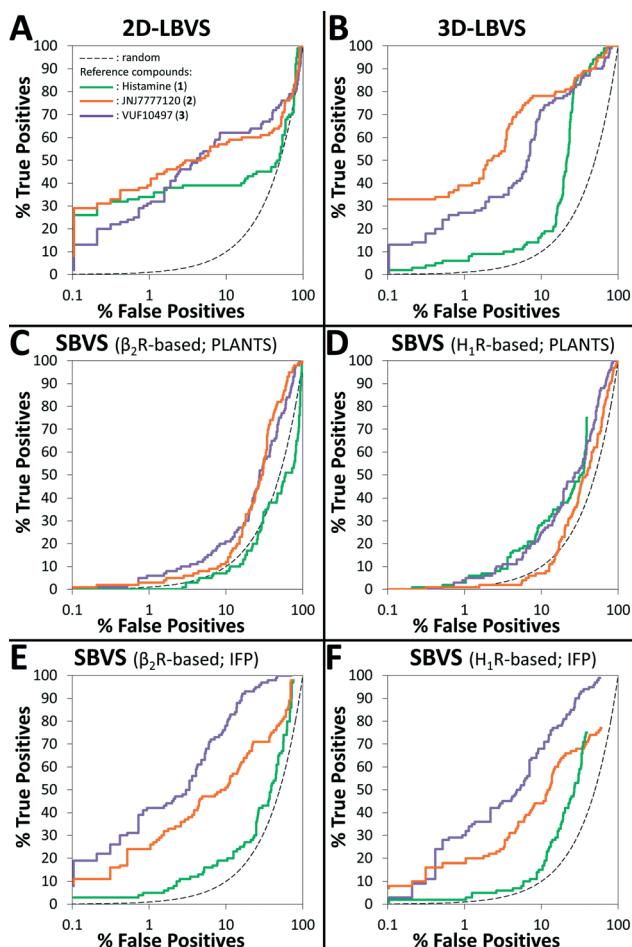 A 2D-LBVS
100
90
80
70
60
50
40
30
20
10
0
% True Positives
----- : random
Reference compounds:
: Histamine (1)
: JNJ7777120 (2)
: VUF10497 (3)
0.1 1 10 100
% False Positives
B 3D-LBVS
100
90
80
70
60
50
40
30
20
10
0
% True Positives
0.1 1 10 100
% False Positives
C SBVS (β₂R-based; PLANTS)
100
90
80
70
60
50
40
30
20
10
0
% True Positives
0.1 1 10 100
% False Positives
D SBVS (H₁R-based; PLANTS)
100
90
80
70
60
50
40
30
20
10
0
% True Positives
0.1 1 10 100
% False Positives
E SBVS (β₂R-based; IFP)
100
90
80
70
60
50
40
30
20
10
0
% True Positives
0.1 1 10 100
% False Positives
F SBVS (H₁R-based; IFP)
100
90
80
70
60
50
40
30
20
10
0
% True Positives
0.1 1 10 100
% False Positives